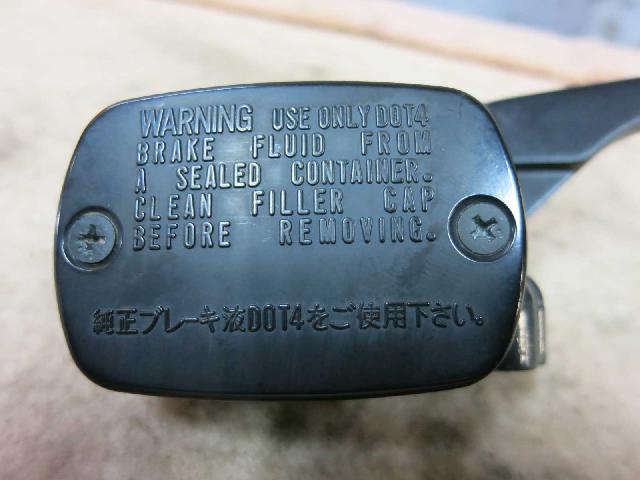 WARNING USE ONLY DOT4
BRAKE FLUID FROM
A SEALED CONTAINER.
CLEAN FILLER CAP
BEFORE REMOVING.
純正ブレーキ液DOT4をご使用下さい。